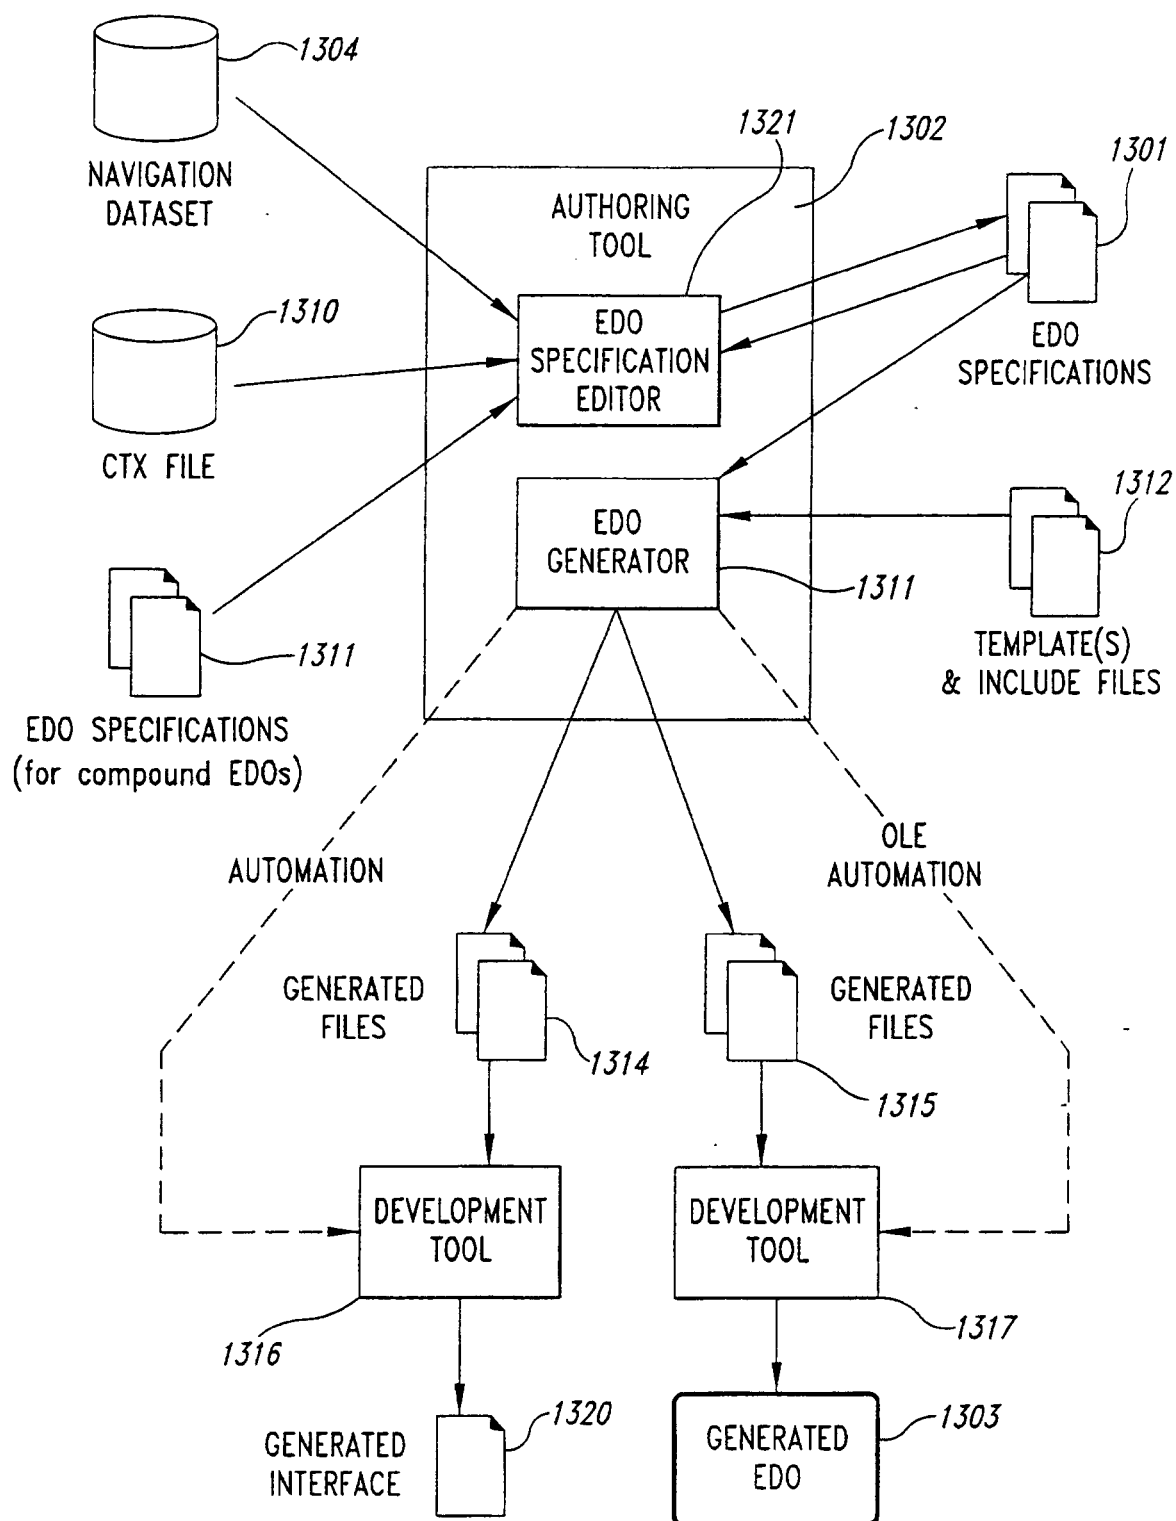 1304
NAVIGATION
DATASET
1321
1302
1301
AUTHORING
TOOL
EDO
SPECIFICATION
EDITOR
EDO
SPECIFICATIONS
1310
CTX FILE
EDO
GENERATOR
1311
1312
TEMPLATE(S)
& INCLUDE FILES
1311
EDO SPECIFICATIONS
(for compound EDOs)
AUTOMATION
OLE
AUTOMATION
GENERATED
FILES
1314
GENERATED
FILES
1315
DEVELOPMENT
TOOL
1316
DEVELOPMENT
TOOL
1317
GENERATED
INTERFACE
1320
GENERATED
EDO
1303